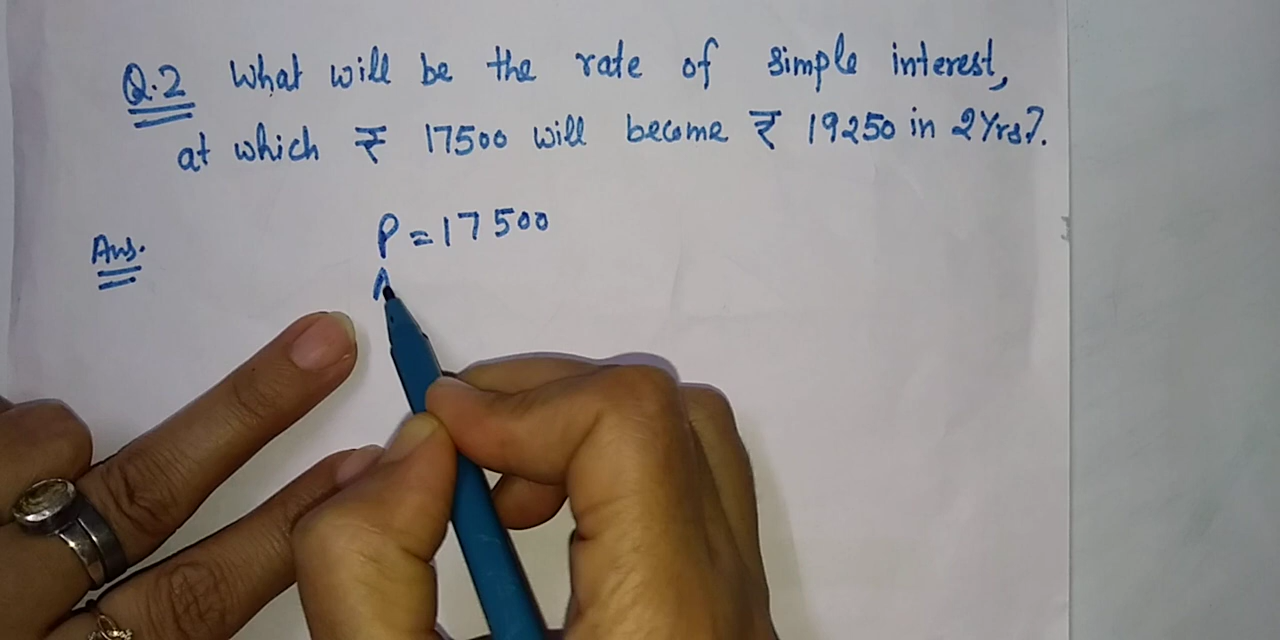 Q.2 What will be the rate of simple interest,
at which ₹ 17500 will become ₹ 19250 in 2Yrs?.
P = 17500
Ans.
A